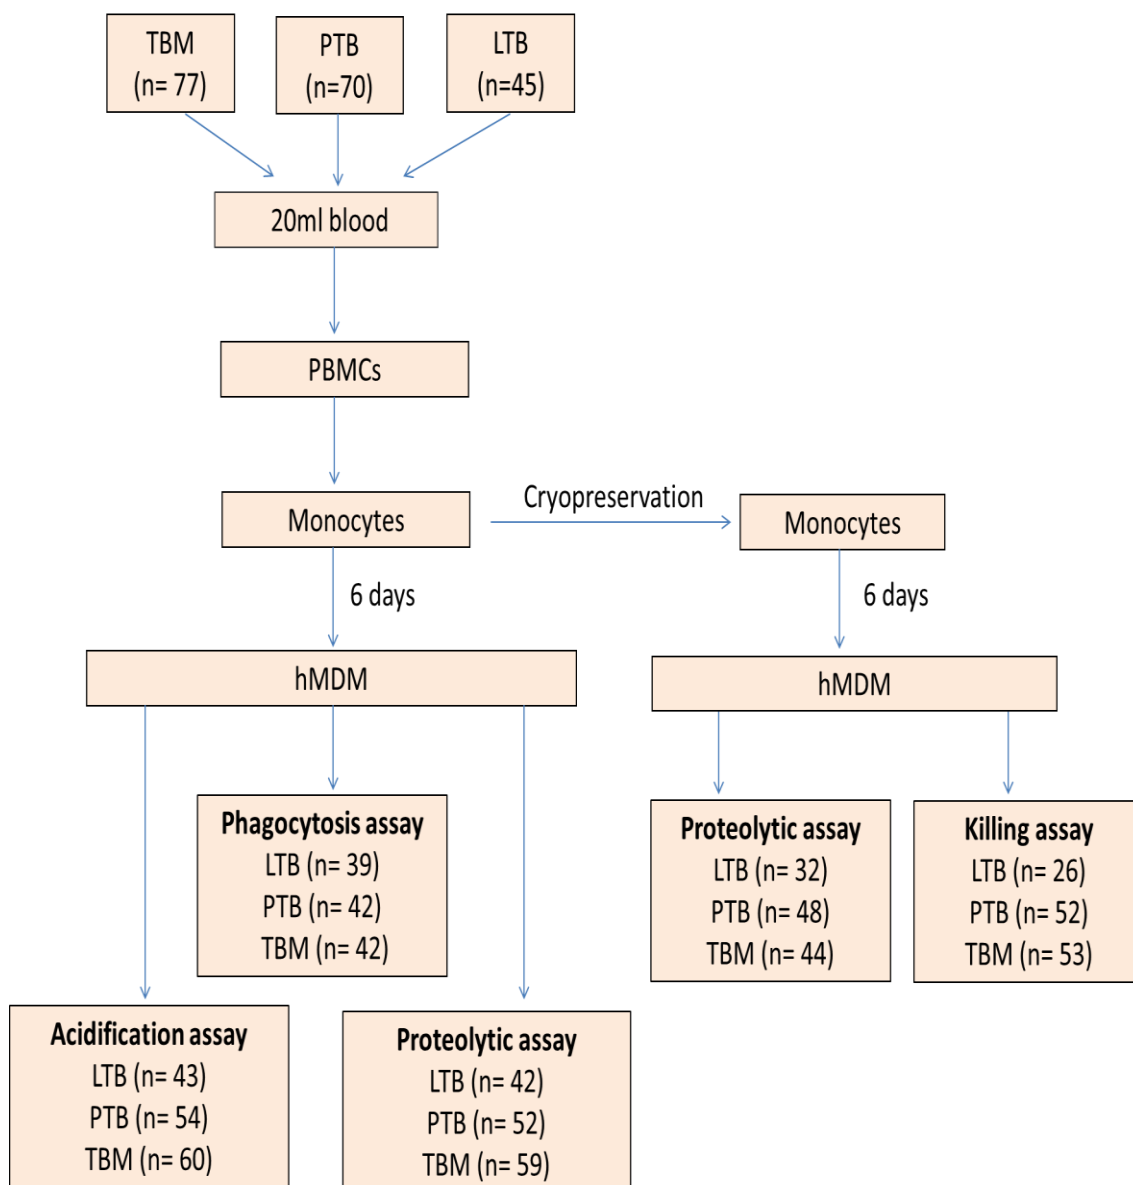 TBM
(n= 77)
PTB
(n=70)
LTB
(n=45)
20ml blood
PBMCs
Monocytes
Cryopreservation
Monocytes
6 days
6 days
hMDM
hMDM
Phagocytosis assay
LTB (n= 39)
PTB (n= 42)
TBM (n= 42)
Proteolytic assay
LTB (n= 32)
PTB (n= 48)
TBM (n= 44)
Killing assay
LTB (n= 26)
PTB (n= 52)
TBM (n= 53)
Acidification assay
LTB (n= 43)
PTB (n= 54)
TBM (n= 60)
Proteolytic assay
LTB (n= 42)
PTB (n= 52)
TBM (n= 59)